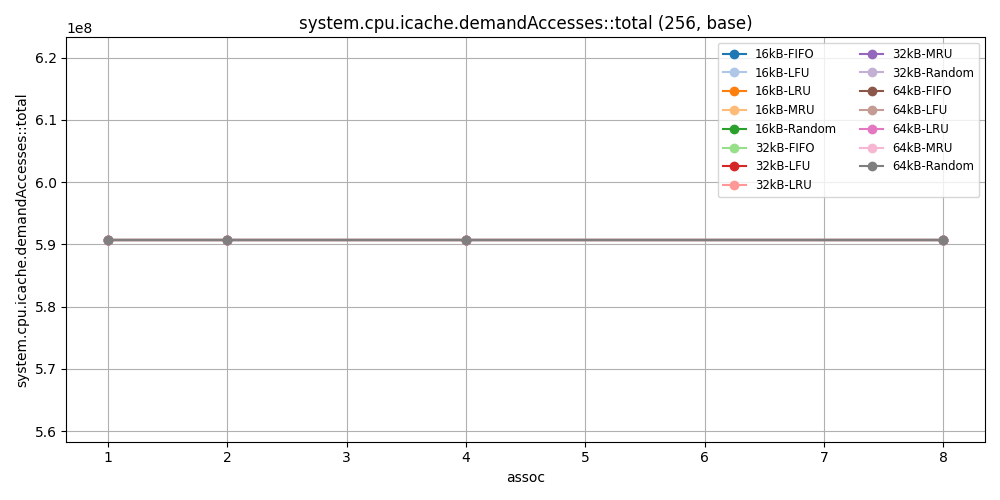 system.cpu.icache.demandAccesses::total (256, base)
1e8
6.2
6.1
6.0
5.9
5.8
5.7
5.6
system.cpu.icache.demandAccesses::total
16kB-FIFO
16kB-LFU
16kB-LRU
16kB-MRU
16kB-Random
32kB-FIFO
32kB-LFU
32kB-LRU
32kB-MRU
32kB-Random
64kB-FIFO
64kB-LFU
64kB-LRU
64kB-MRU
64kB-Random
1 2 3 4 5 6 7 8
assoc